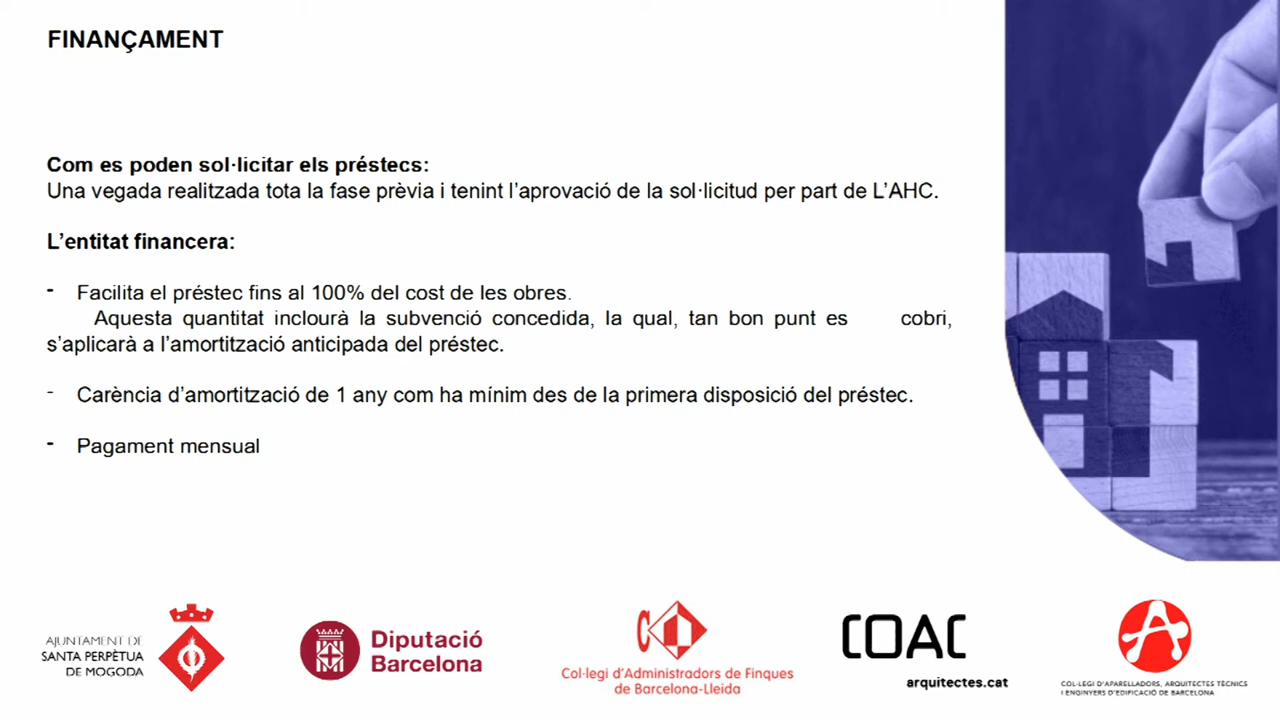 FINANÇAMENT
Com es poden sol·licitar els préstecs:
Una vegada realitzada tota la fase prèvia i tenint l’aprovació de la sol·licitud per part de L’AHC.
L’entitat financera:
- Facilita el préstec fins al 100% del cost de les obres.
Aquesta quantitat inclourà la subvenció concedida, la qual, tan bon punt es cobri,
s’aplicarà a l’amortització anticipada del préstec.
- Carència d’amortització de 1 any com ha mínim des de la primera disposició del préstec.
- Pagament mensual
AJUNTAMENT DE
SANTA PERPÈTUA
DE MOGODA
Diputació
Barcelona
Col·legi d’Administradors de Finques
de Barcelona-Lleida
COAC
arquitectes.cat
COL·LEGI D’APARELLADORS, ARQUITECTES TÈCNICS
I ENGINYERS D’EDIFICACIÓ DE BARCELONA